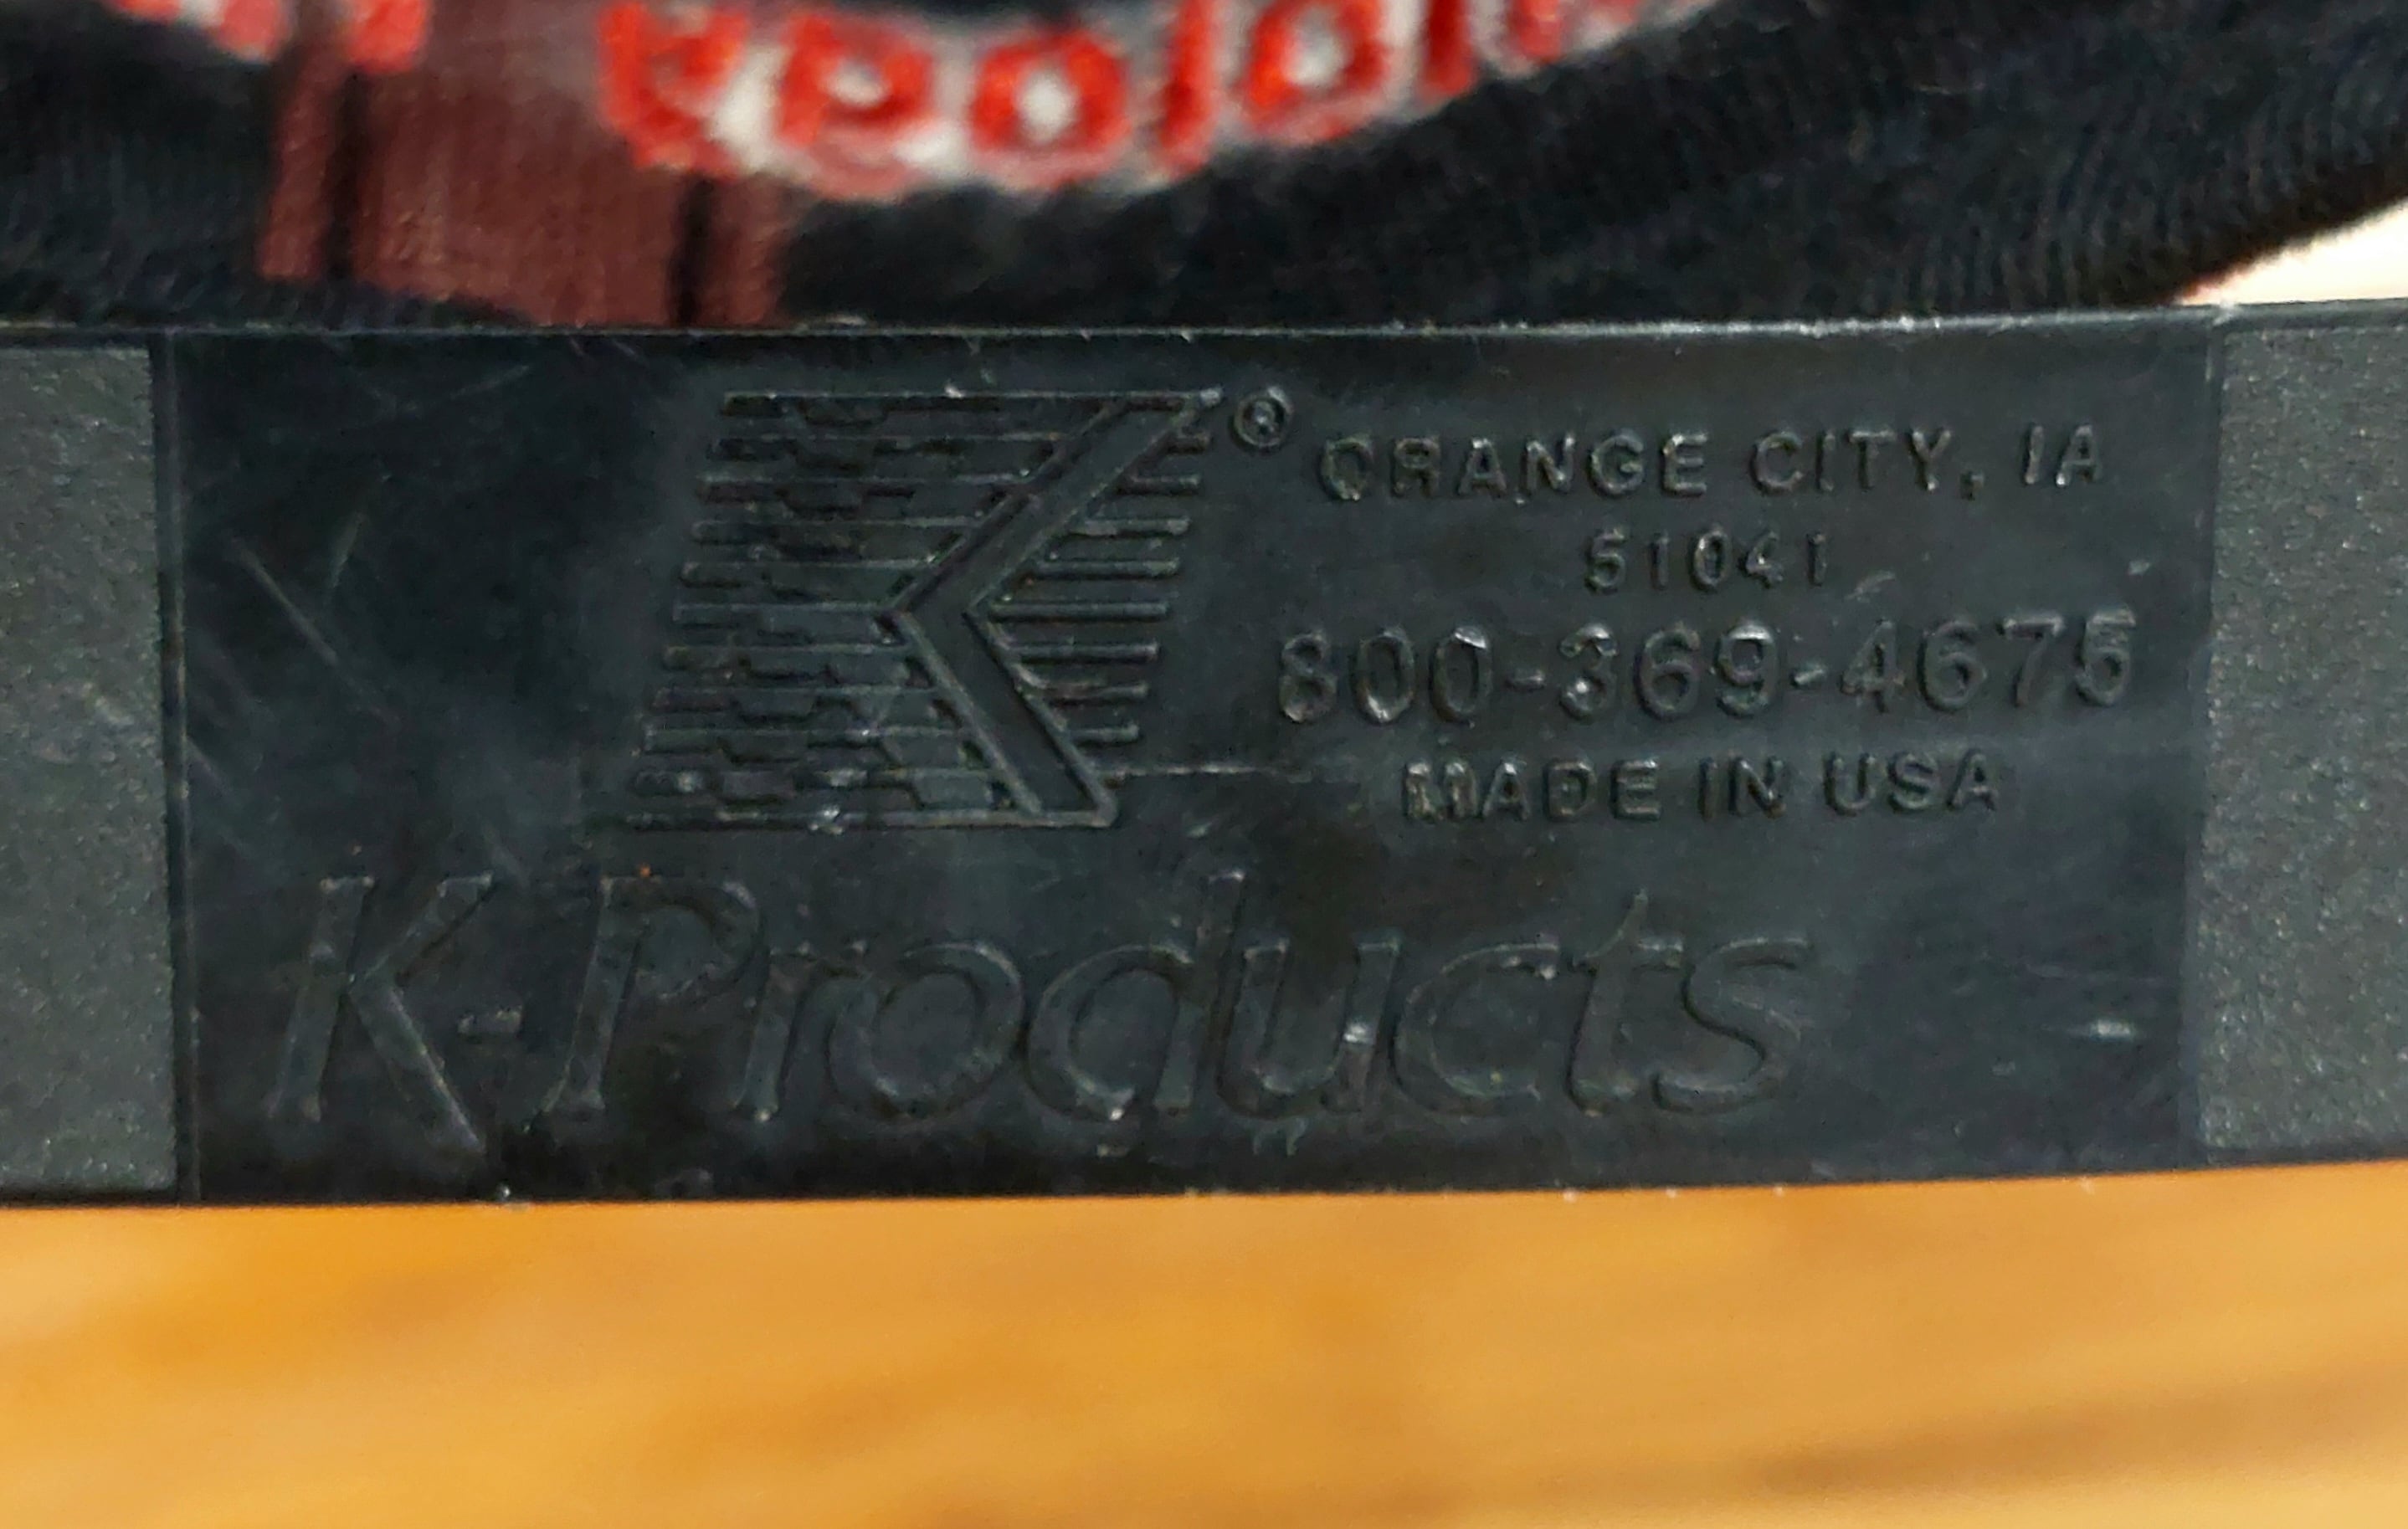 ®
ORANGE CITY, IA
51041
800-369-4675
MADE IN USA
K-Products